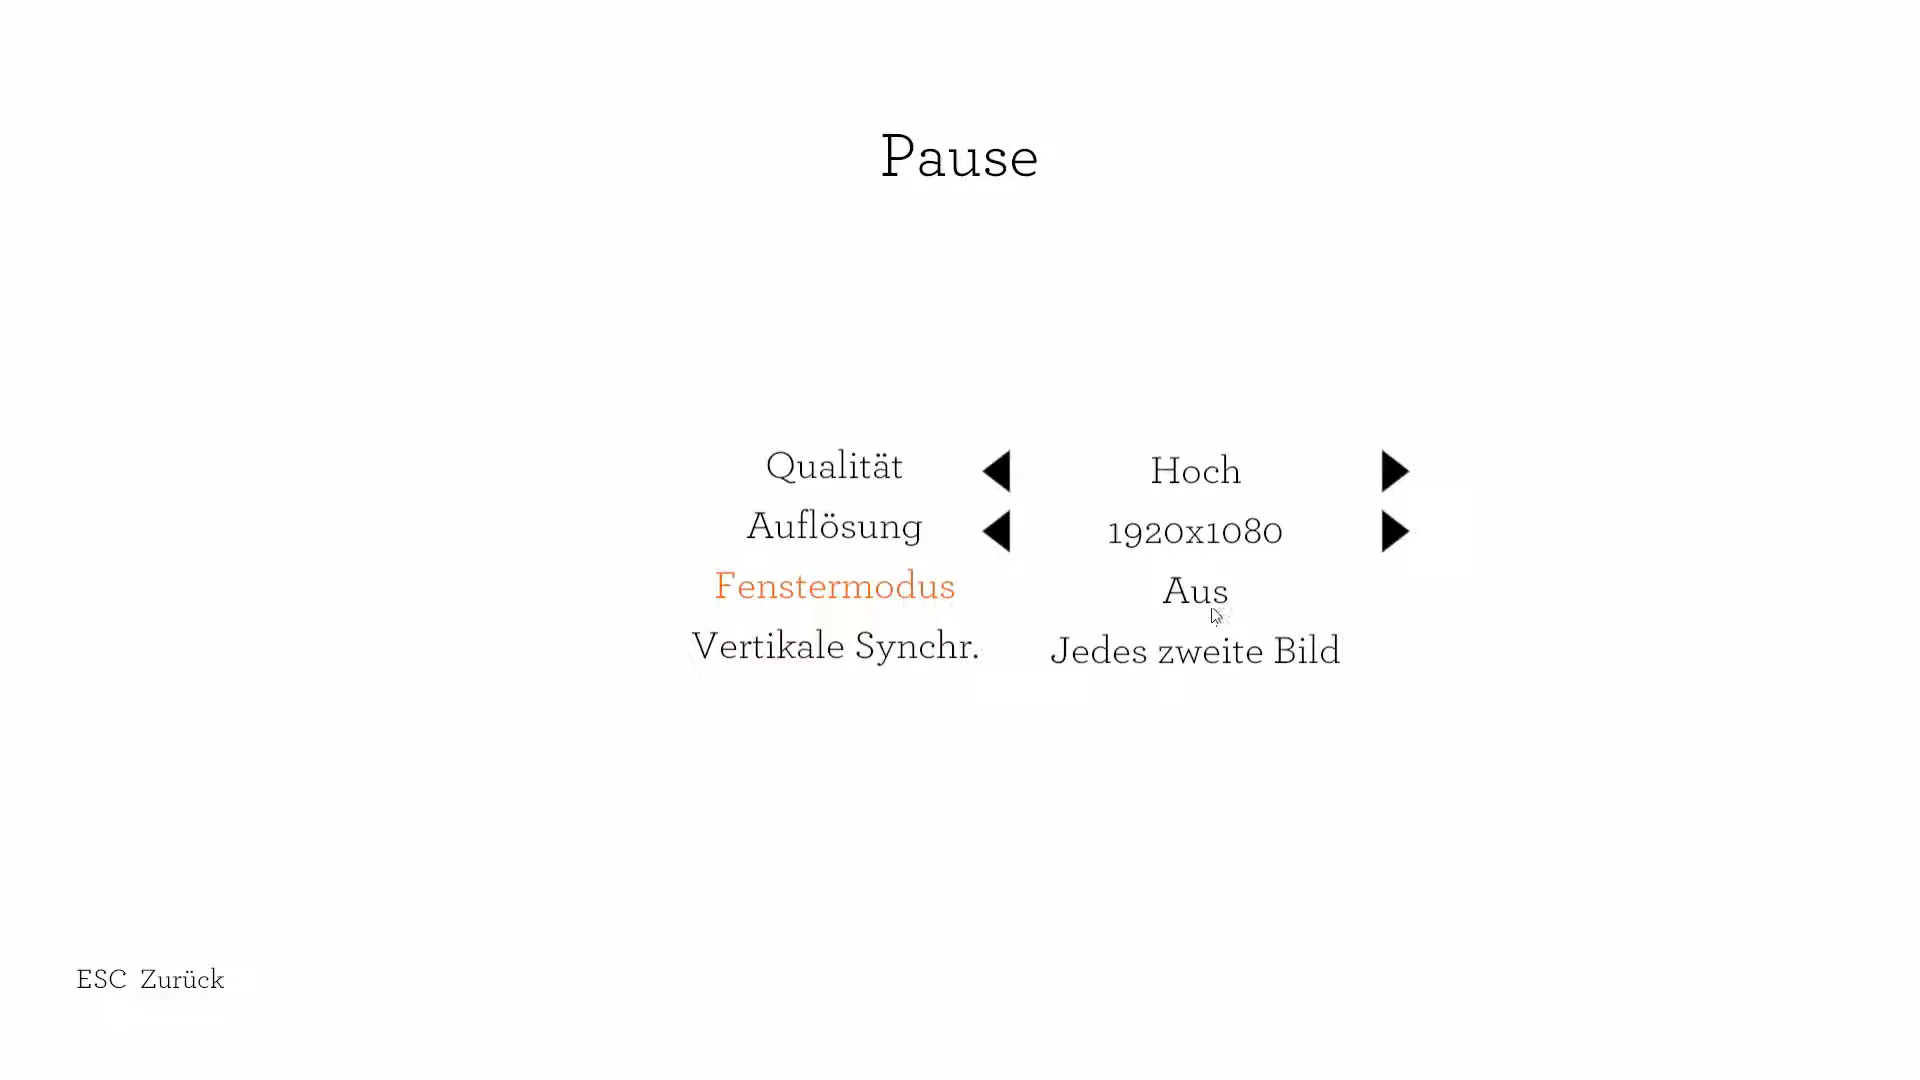 Pause
Qualität Hoch
Auflösung 1920x1080
Fenstermodus Aus
Vertikale Synchr. Jedes zweite Bild
ESC Zurück